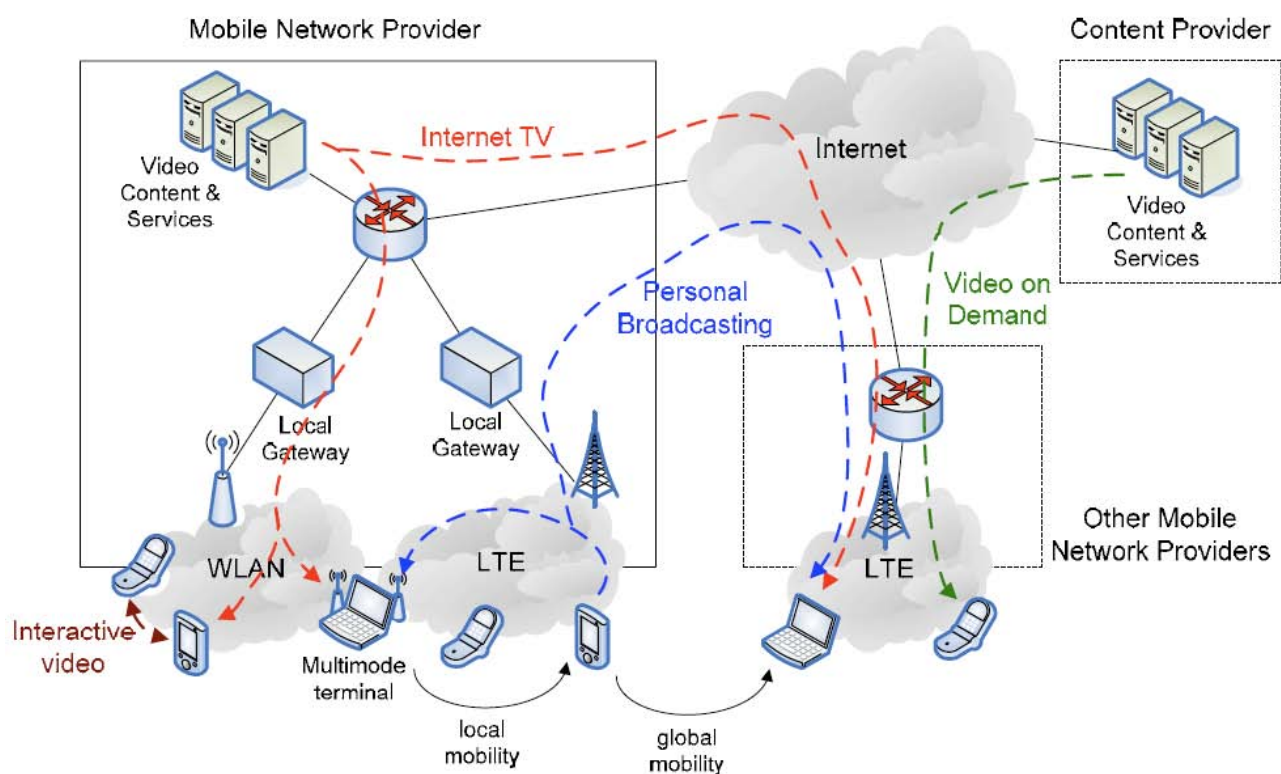 Mobile Network Provider
Content Provider
Internet TV
Internet
Video
Content &
Services
Video
Content &
Services
Personal
Broadcasting
Video on
Demand
Local
Gateway
Local
Gateway
WLAN
LTE
LTE
Other Mobile
Network Providers
Interactive
video
Multimode
terminal
local
mobility
global
mobility